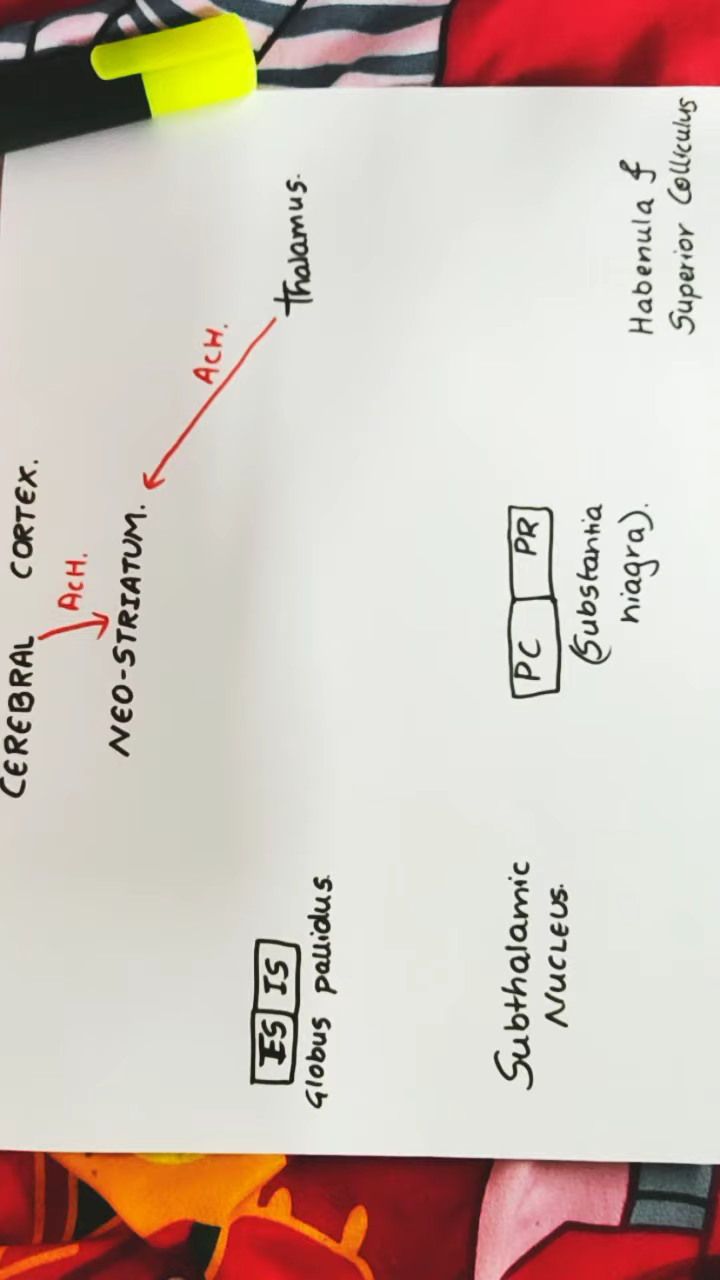 CEREBRAL CORTEX.
ACH.
NEO-STRIATUM.
ACH.
Thalamus.
ES IS
Globus pallidus.
Subthalamic
NUCLEUS.
PC PR
(Substantia
niagra).
Habenula &
Superior Colliculus